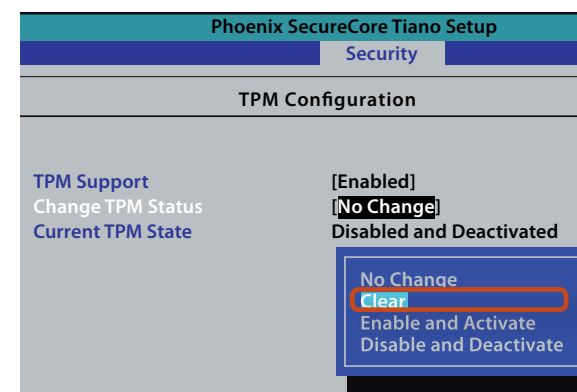 Phoenix SecureCore Tiano Setup
Security
TPM Configuration
TPM Support [Enabled]
Change TPM Status [No Change]
Current TPM State Disabled and Deactivated
No Change
Clear
Enable and Activate
Disable and Deactivate